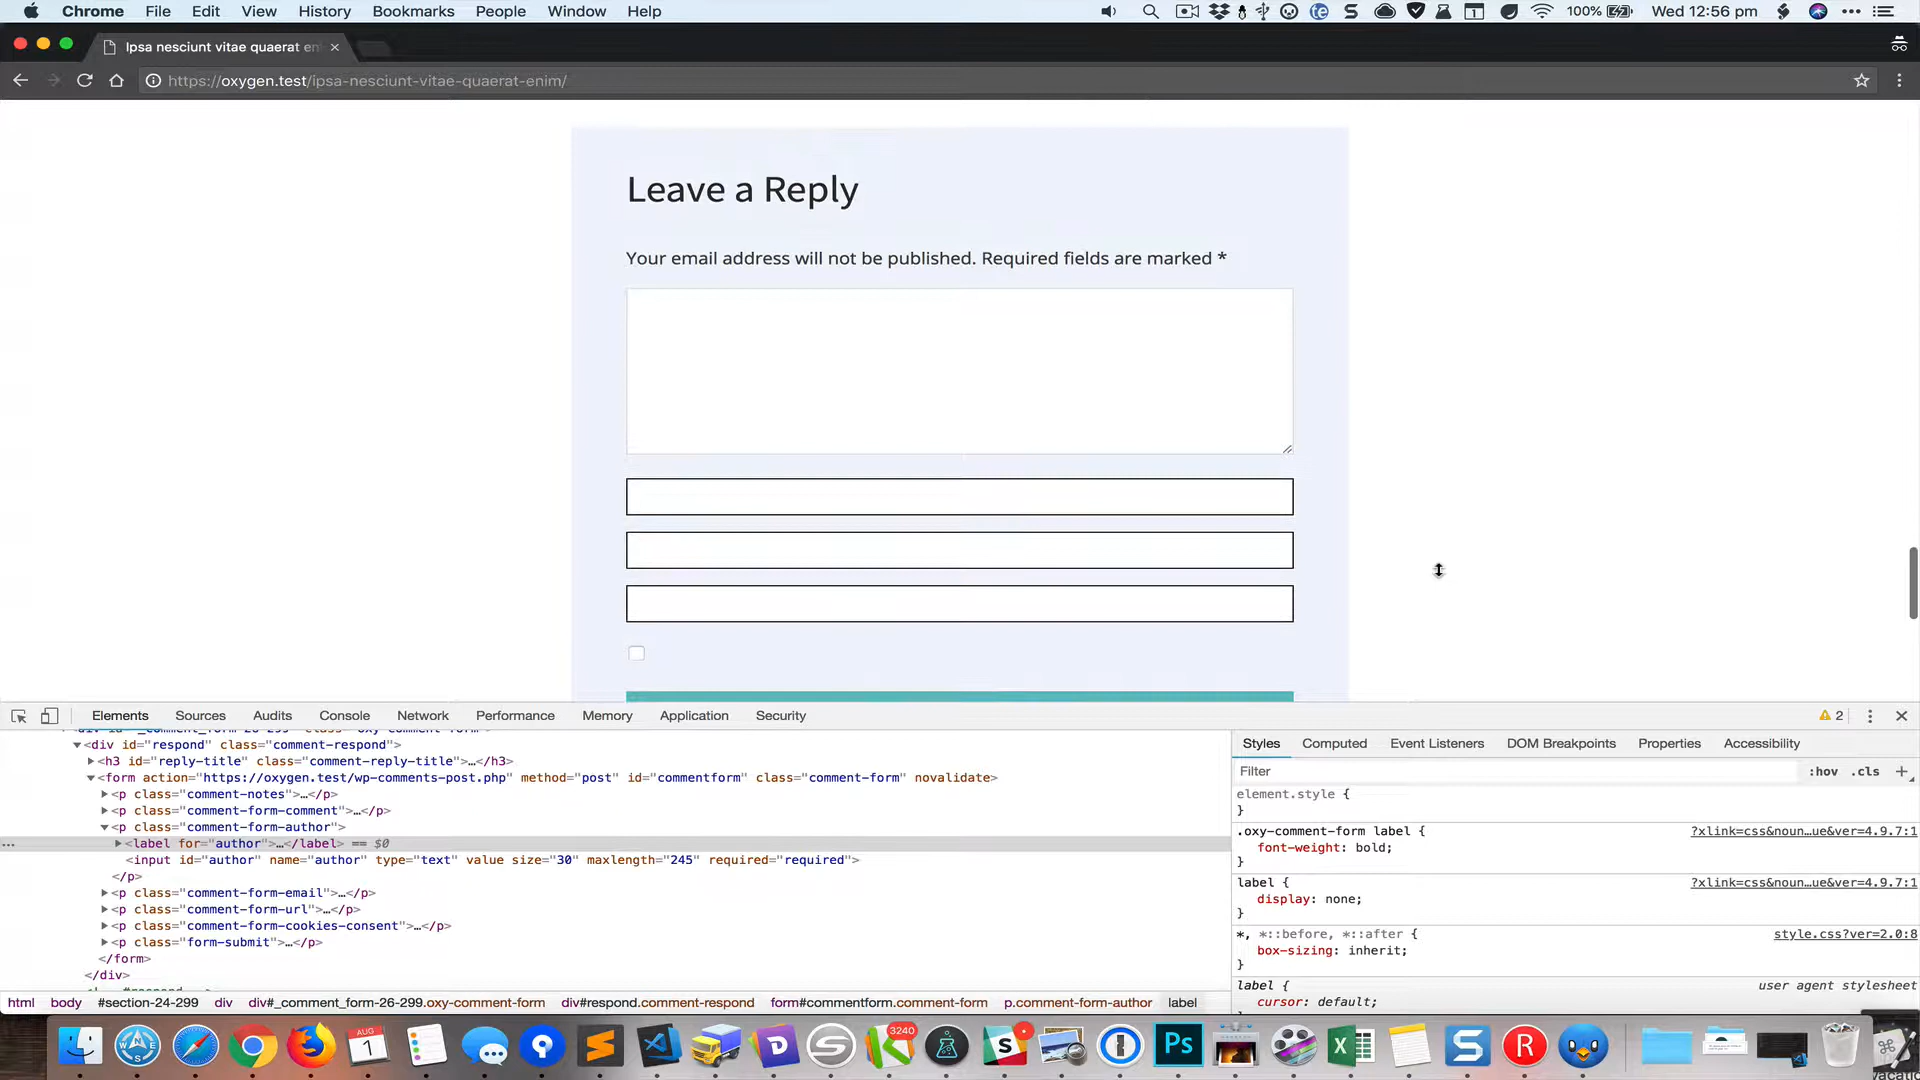 Chrome File Edit View History Bookmarks People Window Help 100% Wed 12:56 pm
Ipsa nesciunt vitae quaerat en
https://oxygen.test/ipsa-nesciunt-vitae-quaerat-enim/
Leave a Reply
Your email address will not be published. Required fields are marked *
Elements Sources Audits Console Network Performance Memory Application Security 2
<div id="respond" class="comment-respond">
<h3 id="reply-title" class="comment-reply-title">…</h3>
<form action="https://oxygen.test/wp-comments-post.php" method="post" id="commentform" class="comment-form" novalidate>
<p class="comment-notes">…</p>
<p class="comment-form-comment">…</p>
<p class="comment-form-author">
<label for="author">…</label> == $0
<input id="author" name="author" type="text" value size="30" maxlength="245" required="required">
</p>
<p class="comment-form-email">…</p>
<p class="comment-form-url">…</p>
<p class="comment-form-cookies-consent">…</p>
<p class="form-submit">…</p>
</form>
</div>
html body #section-24-299 div div#_comment_form-26-299.oxy-comment-form div#respond.comment-respond form#commentform.comment-form p.comment-form-author label
Styles Computed Event Listeners DOM Breakpoints Properties Accessibility
Filter :hov .cls +
element.style {
}
.oxy-comment-form label { ?xlink=css&noun…ue&ver=4.9.7:1
font-weight: bold;
}
label { ?xlink=css&noun…ue&ver=4.9.7:1
display: none;
}
*, *::before, *::after { style.css?ver=2.0:8
box-sizing: inherit;
}
label { user agent stylesheet
cursor: default;
AUG
1
3240
Ps